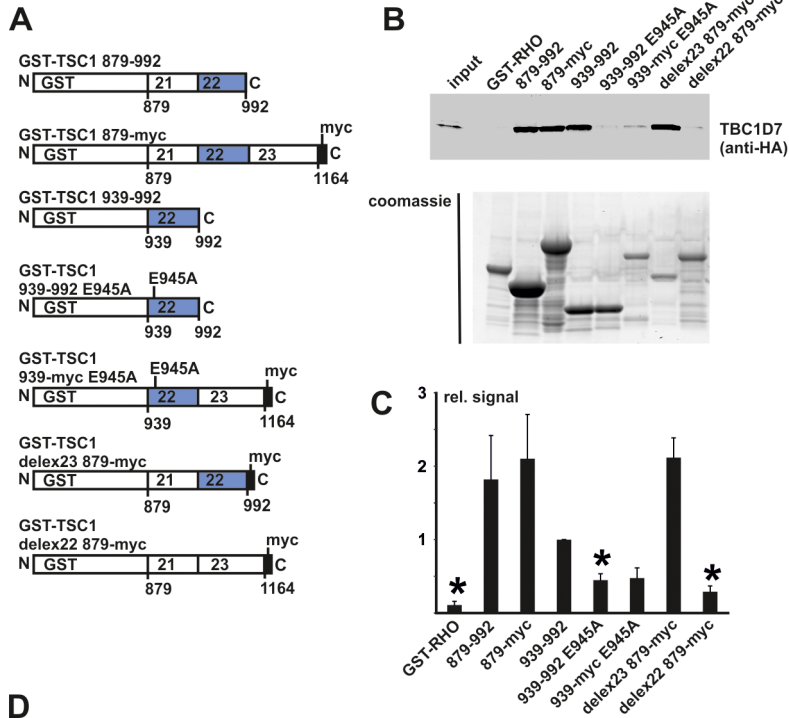 A
GST-TSC1 879-992
N GST 21 22 C
879 992
GST-TSC1 879-myc
myc
N GST 21 22 23 C
879 1164
GST-TSC1 939-992
N GST 22 C
939 992
GST-TSC1
939-992 E945A
E945A
N GST 22 C
939 992
GST-TSC1
939-myc E945A
E945A myc
N GST 22 23 C
939 1164
GST-TSC1
delex23 879-myc
myc
N GST 21 22 C
879 992
GST-TSC1
delex22 879-myc
myc
N GST 21 23 C
879 1164
B
input
GST-RHO
879-992
879-myc
939-992
939-992 E945A
939-myc E945A
delex23 879-myc
delex22 879-myc
TBC1D7
(anti-HA)
coomassie
C
3
rel. signal
2
1
* * *
GST-RHO
879-992
879-myc
939-992
939-992 E945A
939-myc E945A
delex23 879-myc
delex22 879-myc
D